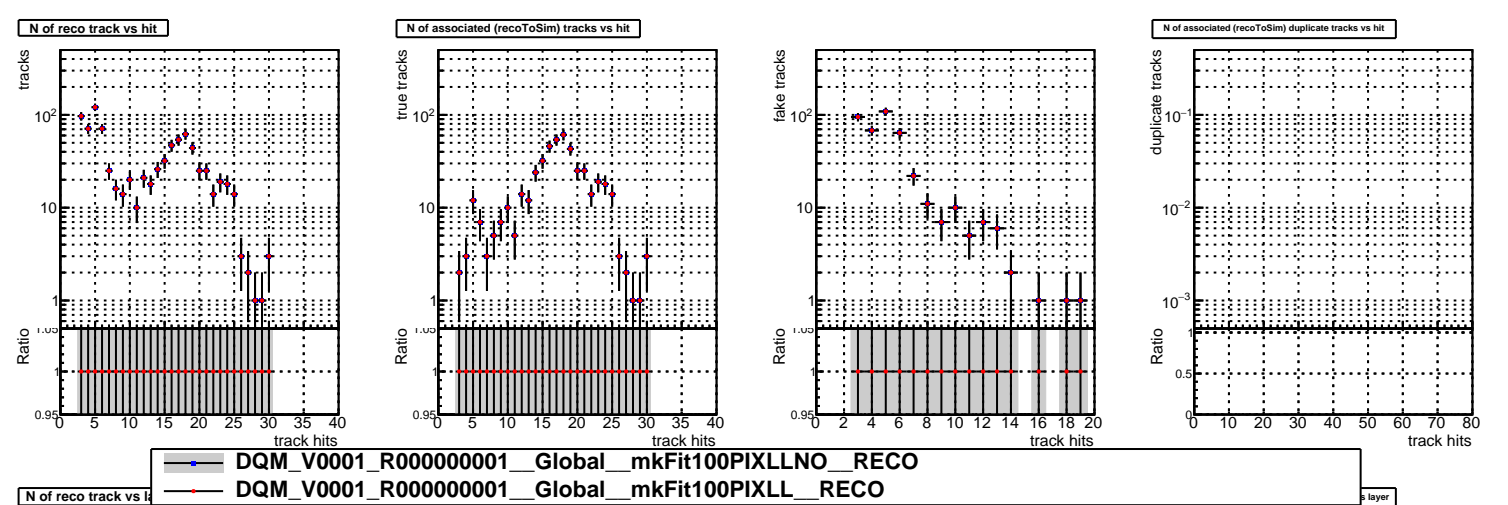 N of reco track vs hit
N of associated (recoToSim) tracks vs hit
N of associated (recoToSim) duplicate tracks vs hit
tracks
10²
10
1
Ratio
1.05
1
0.95
0 5 10 15 20 25 30 35 40
track hits
true tracks
10²
10
1
Ratio
1.05
1
0.95
0 5 10 15 20 25 30 35 40
track hits
fake tracks
10²
10
1
Ratio
1.05
1
0.95
0 2 4 6 8 10 12 14 16 18 20
track hits
duplicate tracks
10⁻¹
10⁻²
10⁻³
Ratio
1
0.5
0
0 10 20 30 40 50 60 70 80
track hits
DQM_V0001_R000000001__Global__mkFit100PIXLLNO__RECO
DQM_V0001_R000000001__Global__mkFit100PIXLL__RECO
N of reco track vs la
s layer